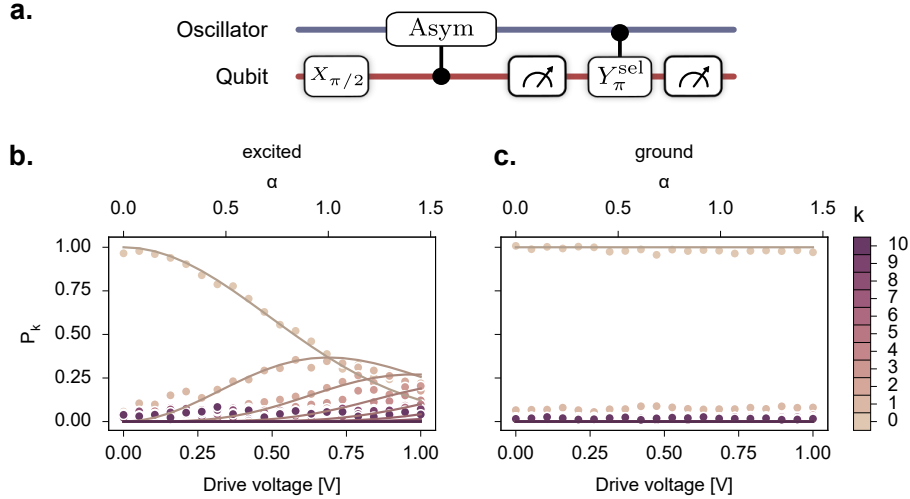 a.
Oscillator
Asym
Qubit
X π/2
Y π sel
b.
excited
c.
ground
α
α
k
0.0 0.5 1.0 1.5
0.0 0.5 1.0 1.5
P k
1.00
0.75
0.50
0.25
0.00
10
9
8
7
6
5
4
3
2
1
0
0.00 0.25 0.50 0.75 1.00
0.00 0.25 0.50 0.75 1.00
Drive voltage [V]
Drive voltage [V]